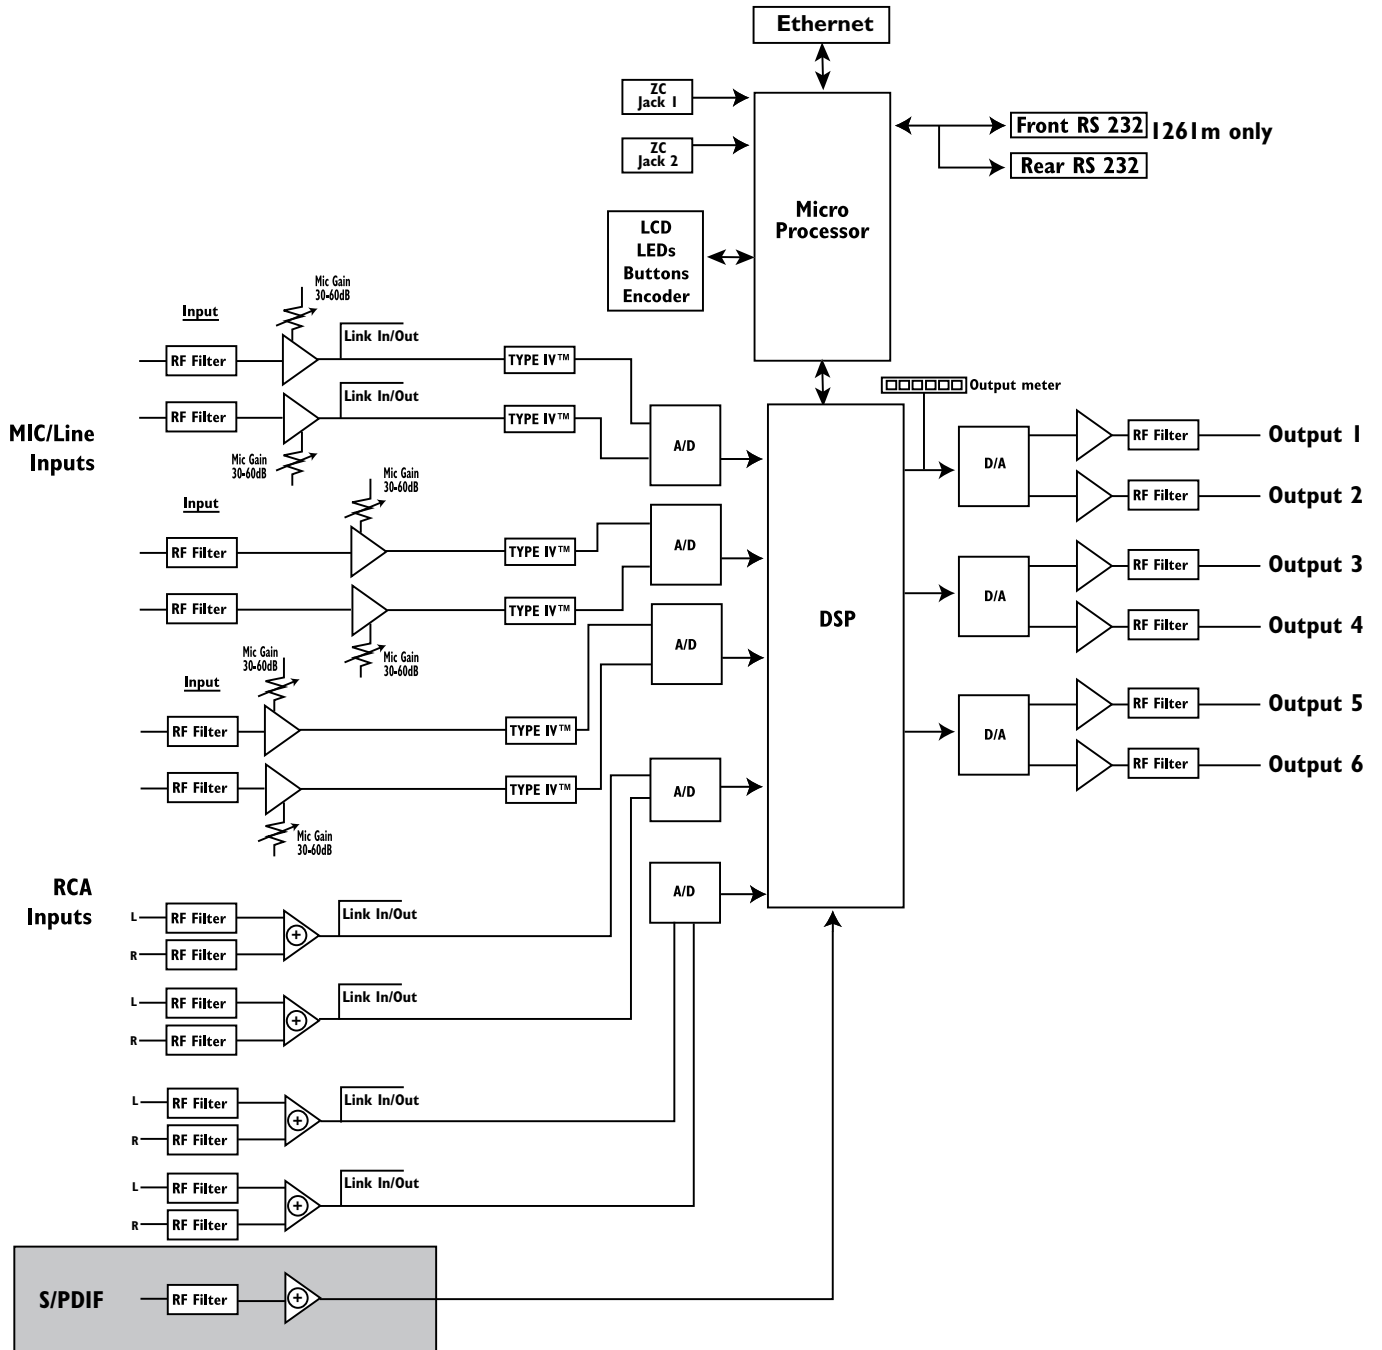 Ethernet
ZC
Jack 1
ZC
Jack 2
Front RS 232
1261m only
Rear RS 232
Micro
Processor
LCD
LEDs
Buttons
Encoder
Mic Gain
30-60dB
Input
RF Filter
Link In/Out
TYPE IV™
RF Filter
Link In/Out
TYPE IV™
Mic Gain
30-60dB
MIC/Line
Inputs
A/D
Output meter
D/A
RF Filter
Output 1
RF Filter
Output 2
Mic Gain
30-60dB
Input
RF Filter
TYPE IV™
RF Filter
TYPE IV™
Mic Gain
30-60dB
A/D
DSP
D/A
RF Filter
Output 3
RF Filter
Output 4
Mic Gain
30-60dB
Input
RF Filter
TYPE IV™
RF Filter
TYPE IV™
Mic Gain
30-60dB
A/D
D/A
RF Filter
Output 5
RF Filter
Output 6
A/D
A/D
RCA
Inputs
L
RF Filter
R
RF Filter
Link In/Out
L
RF Filter
R
RF Filter
Link In/Out
L
RF Filter
R
RF Filter
Link In/Out
L
RF Filter
R
RF Filter
Link In/Out
S/PDIF
RF Filter